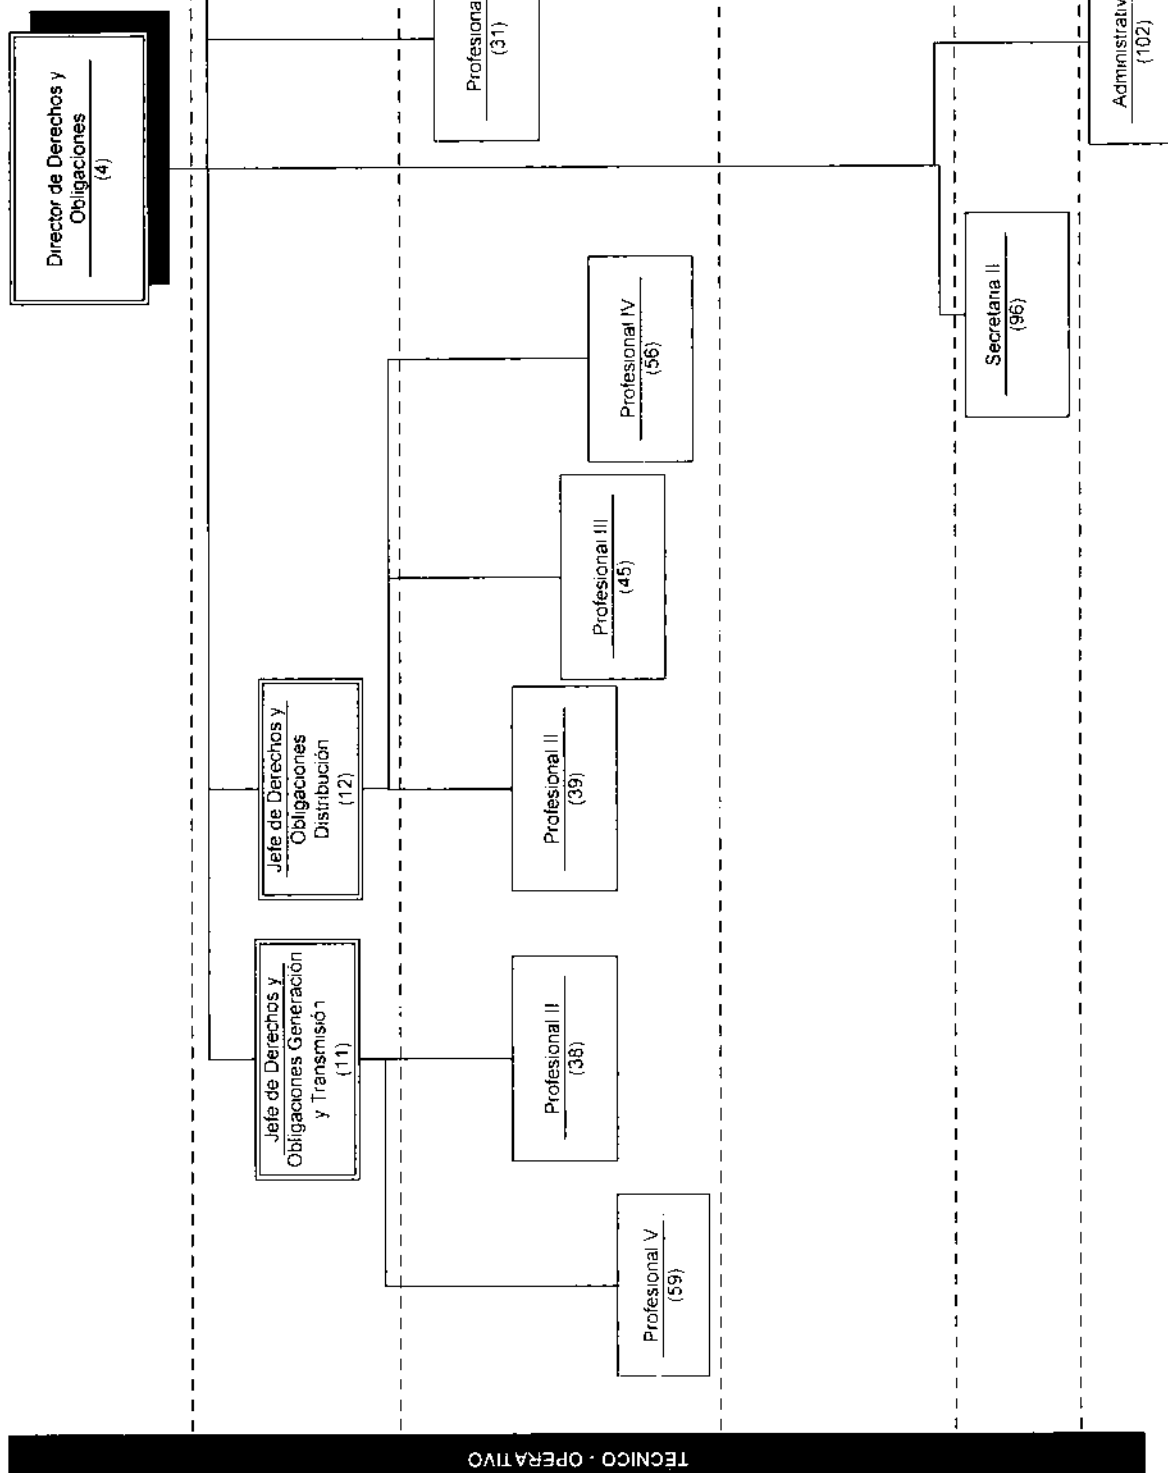 Director de Derechos y
Obligaciones
(4)
Jefe de Derechos y
Obligaciones Generación
y Transmisión
(11)
Jefe de Derechos y
Obligaciones
Distribución
(12)
Profesional V
(59)
Profesional II
(38)
Profesional II
(39)
Profesional III
(45)
Profesional IV
(56)
Profesional
(31)
Secretaria II
(96)
Administrativ
(102)
TECNICO - OPERATIVO